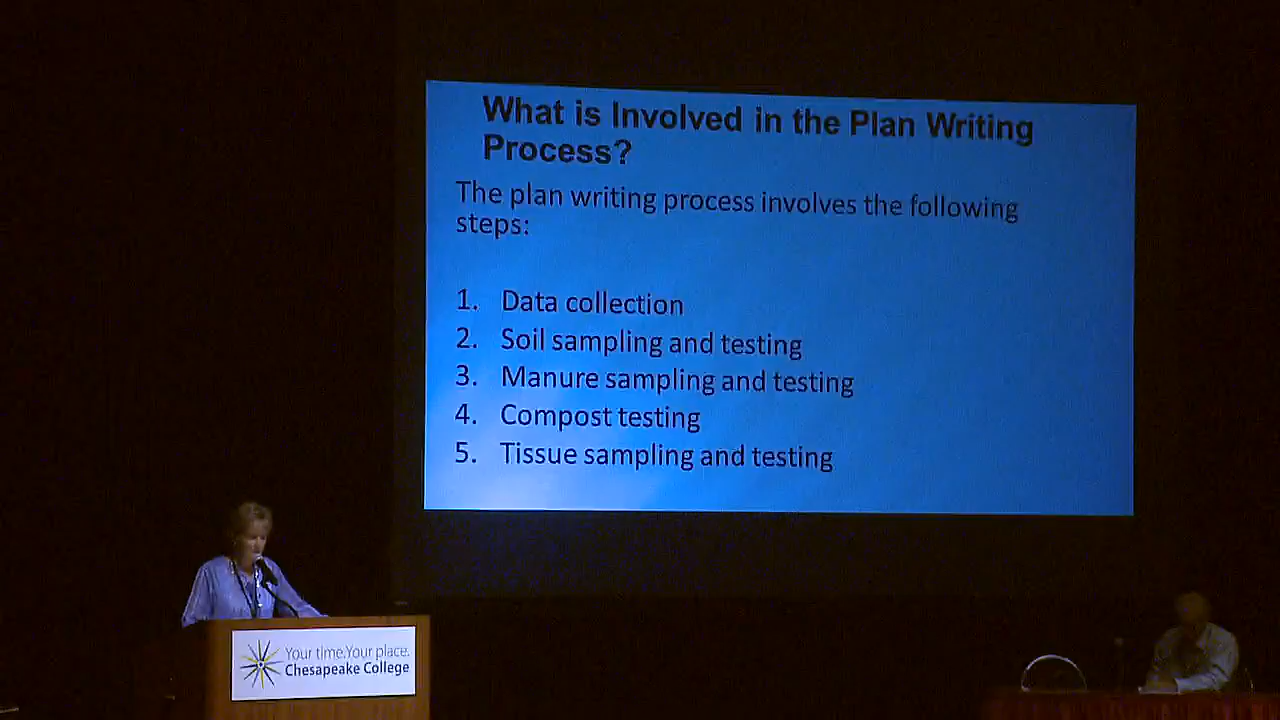 What is Involved in the Plan Writing
Process?
The plan writing process involves the following
steps:
1. Data collection
2. Soil sampling and testing
3. Manure sampling and testing
4. Compost testing
5. Tissue sampling and testing
Your time.Your place.
Chesapeake College